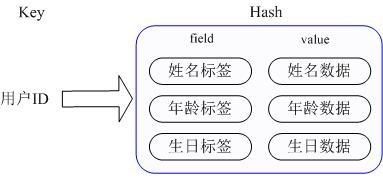 Key
Hash
field
value
姓名标签
姓名数据
用户ID
年龄标签
年龄数据
生日标签
生日数据